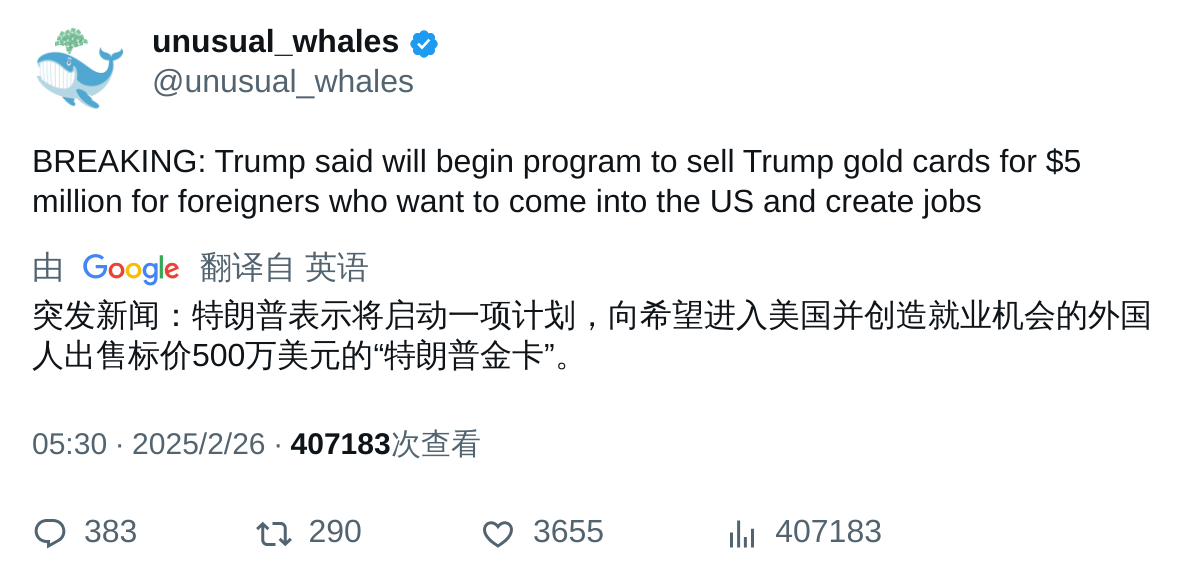 unusual_whales
@unusual_whales
BREAKING: Trump said will begin program to sell Trump gold cards for $5
million for foreigners who want to come into the US and create jobs
由 Google 翻译自 英语
突发新闻：特朗普表示将启动一项计划，向希望进入美国并创造就业机会的外国
人出售标价500万美元的“特朗普金卡”。
05:30 · 2025/2/26 · 407183次查看
383 290 3655 407183